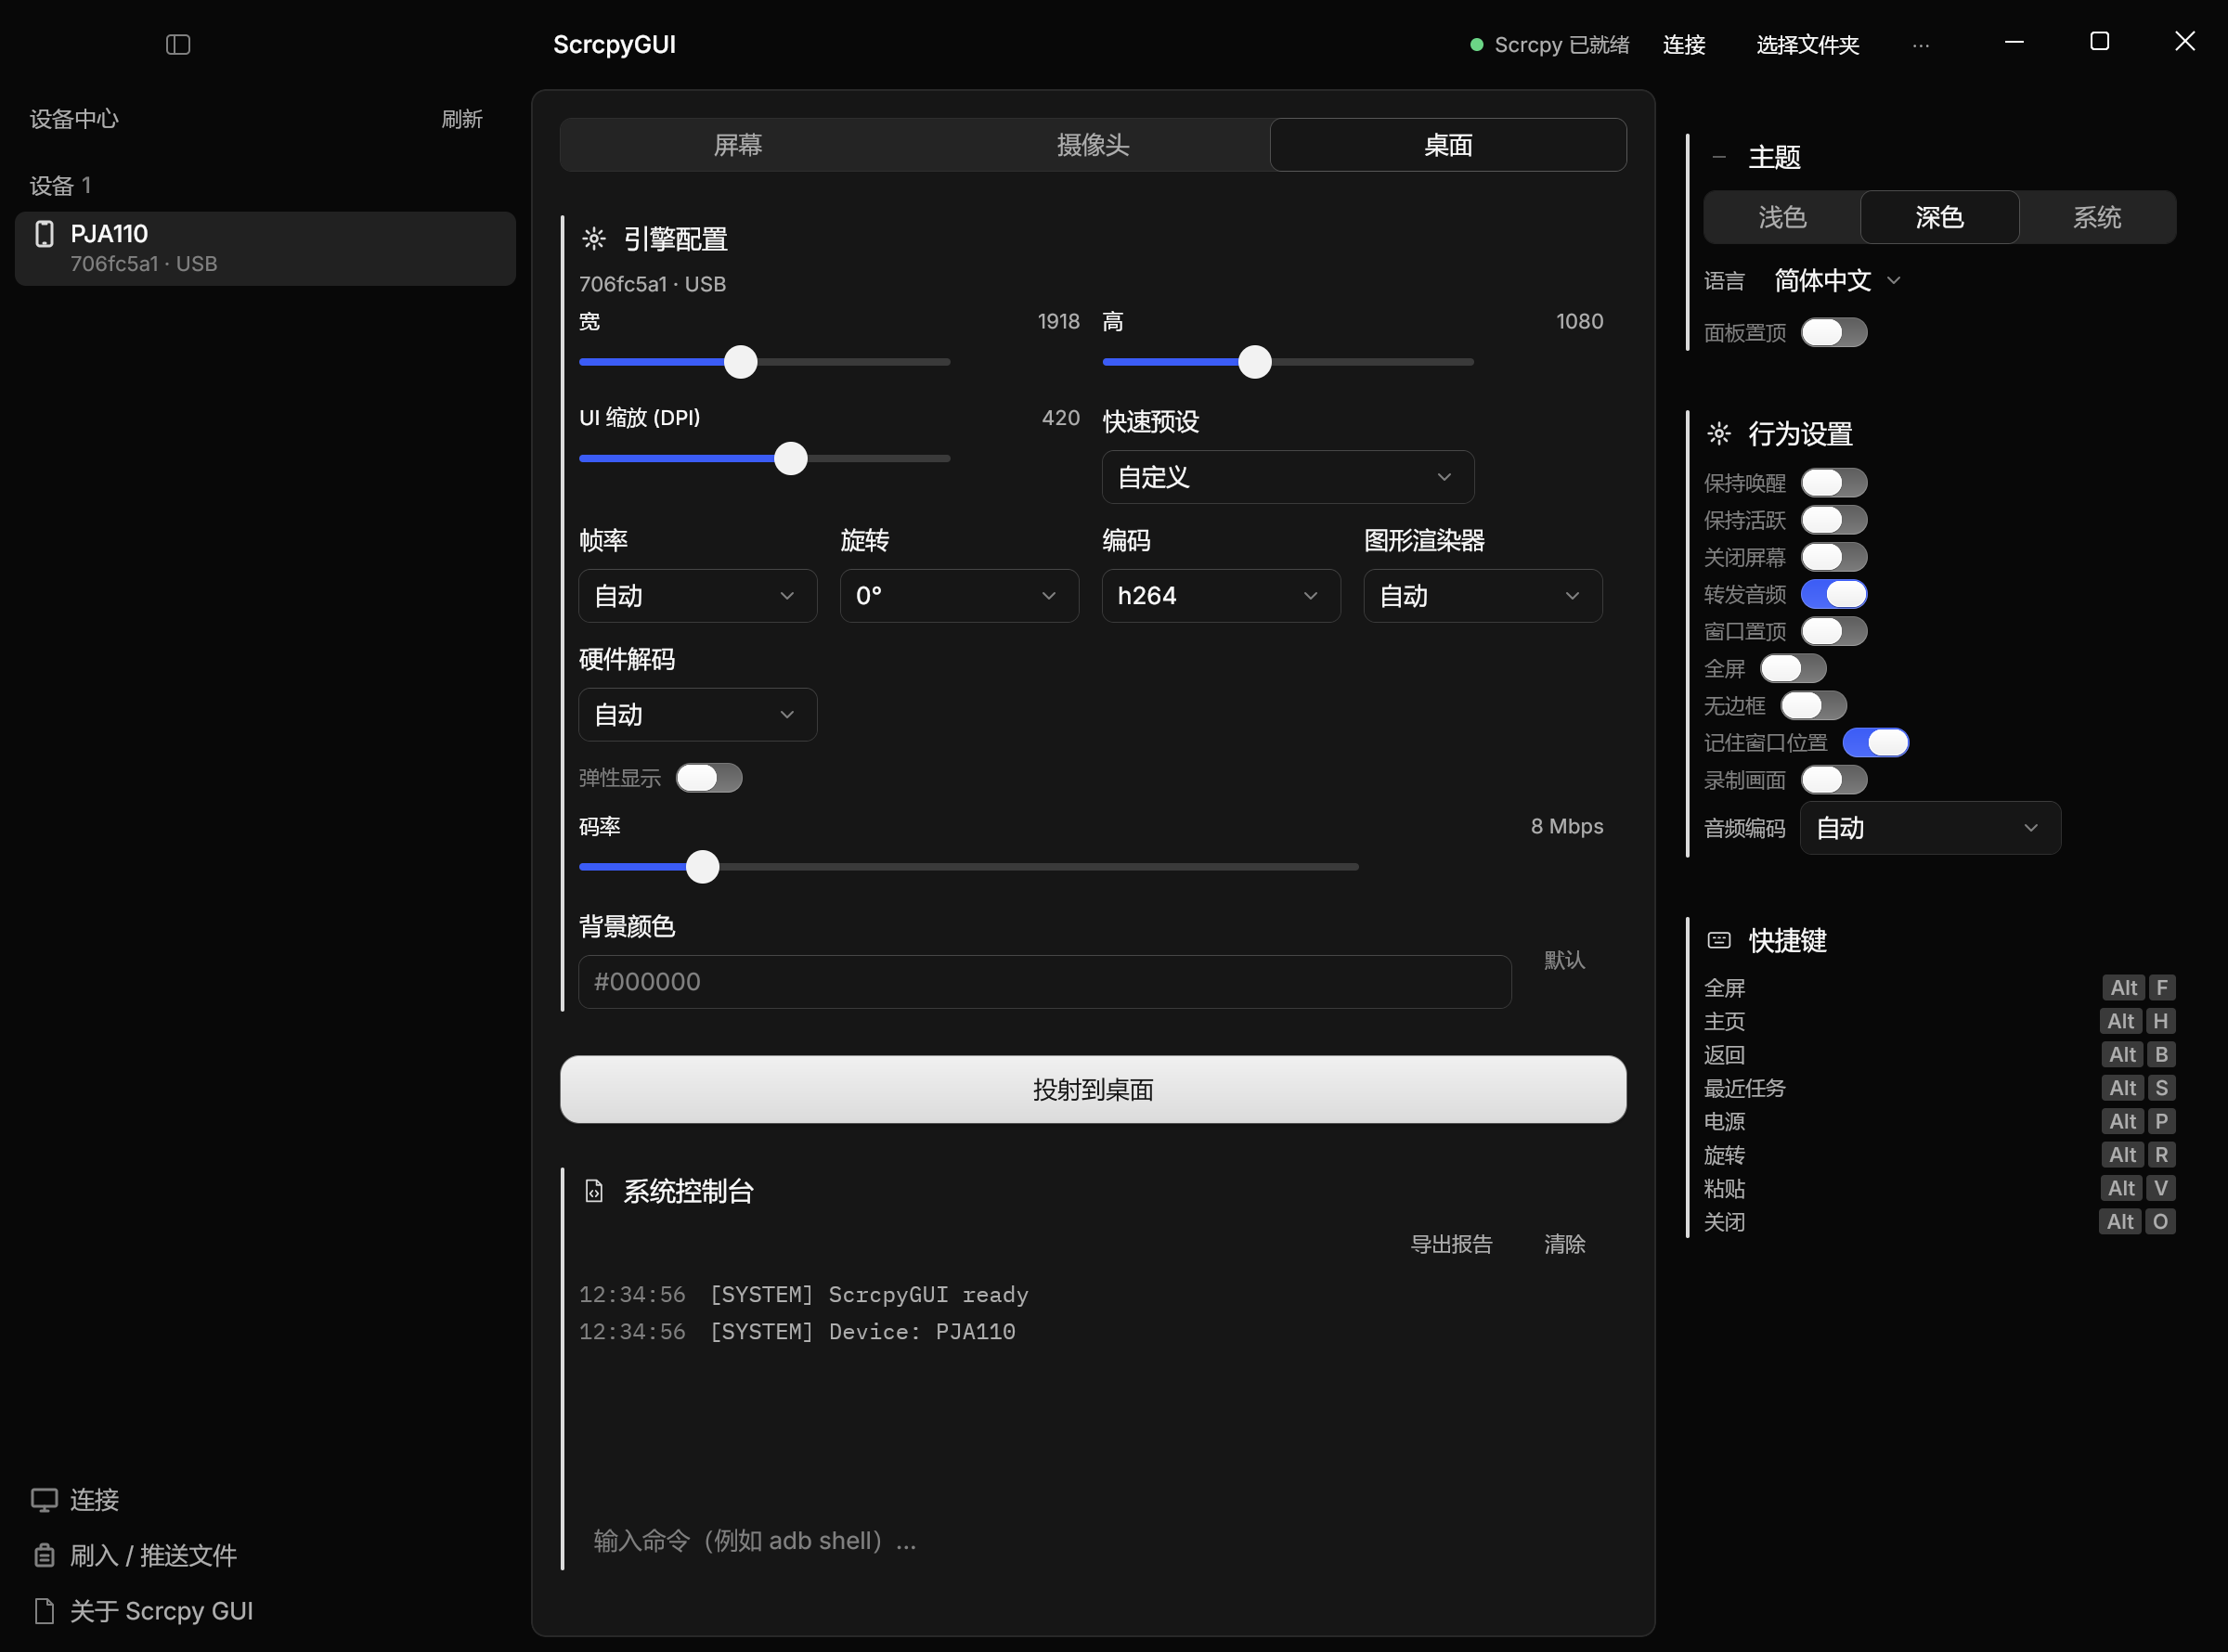 ScrcpyGUI
Scrcpy 已就绪 连接 选择文件夹 ...
设备中心 刷新
设备 1
PJA110
706fc5a1 · USB
连接
刷入 / 推送文件
关于 Scrcpy GUI
屏幕 摄像头 桌面
引擎配置
706fc5a1 · USB
宽 1918 高 1080
UI 缩放 (DPI) 420 快速预设
自定义
帧率 旋转 编码 图形渲染器
自动 0° h264 自动
硬件解码
自动
弹性显示
码率 8 Mbps
背景颜色
#000000 默认
投射到桌面
系统控制台
导出报告 清除
12:34:56 [SYSTEM] ScrcpyGUI ready
12:34:56 [SYSTEM] Device: PJA110
输入命令（例如 adb shell）...
主题
浅色 深色 系统
语言 简体中文
面板置顶
行为设置
保持唤醒
保持活跃
关闭屏幕
转发音频
窗口置顶
全屏
无边框
记住窗口位置
录制画面
音频编码 自动
快捷键
全屏 Alt F
主页 Alt H
返回 Alt B
最近任务 Alt S
电源 Alt P
旋转 Alt R
粘贴 Alt V
关闭 Alt O